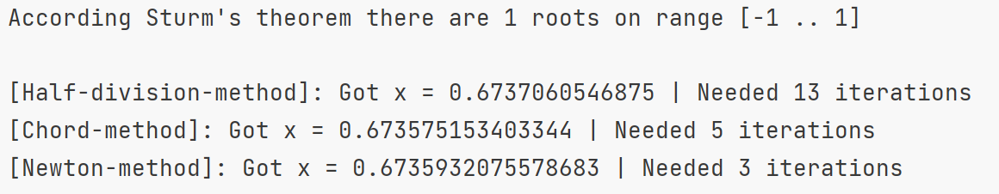 According Sturm's theorem there are 1 roots on range [-1 .. 1]
[Half-division-method]: Got x = 0.6737060546875 | Needed 13 iterations
[Chord-method]: Got x = 0.673575153403344 | Needed 5 iterations
[Newton-method]: Got x = 0.6735932075578683 | Needed 3 iterations